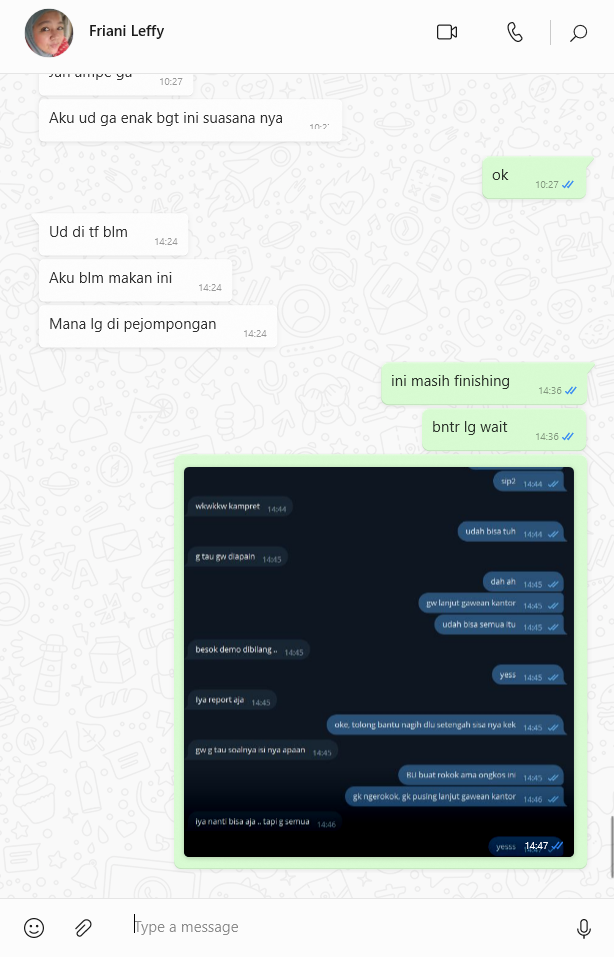 Friani Leffy
10:27
Aku ud ga enak bgt ini suasana nya
ok
10:27
Ud di tf blm
14:24
Aku blm makan ini
14:24
Mana lg di pejompongan
14:24
ini masih finishing
14:36
bntr lg wait
14:36
sip2 14:44
wkwkkw kampret 14:44
udah bisa tuh 14:44
g tau gw diapain 14:45
dah ah 14:45
gw lanjut gawean kantor 14:45
udah bisa semua itu 14:45
besok demo dibilang .. 14:45
yess 14:45
Iya report aja 14:45
oke, tolong bantu nagih dlu setengah sisa nya kek 14:45
gw g tau soalnya isi nya apaan 14:45
BU buat rokok ama ongkos ini 14:45
gk ngerokok, gk pusing lanjut gawean kantor 14:46
iya nanti bisa aja .. tapi g semua 14:46
yesss 14:47
Type a message